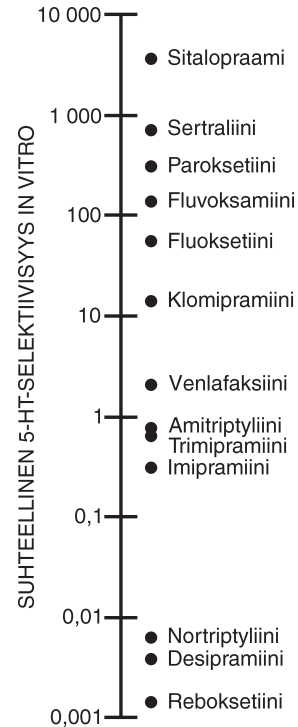 SUHTEELLINEN 5-HT-SELEKTIIVISYYS IN VITRO
10 000
Sitalopraami
1 000
Sertraliini
Paroksetiini
Fluvoksamiini
100
Fluoksetiini
Klomipramiini
10
Venlafaksiini
1
Amitriptyliini
Trimipramiini
Imipramiini
0,1
0,01
Nortriptyliini
Desipramiini
Reboksetiini
0,001